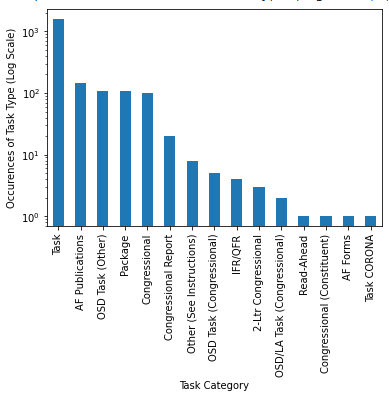 Occurences of Task Type (Log Scale)
10³
10²
10¹
10⁰
Task
AF Publications
OSD Task (Other)
Package
Congressional
Congressional Report
Other (See Instructions)
OSD Task (Congressional)
IFR/QFR
2-Ltr Congressional
OSD/LA Task (Congressional)
Read-Ahead
Congressional (Constituent)
AF Forms
Task CORONA
Task Category